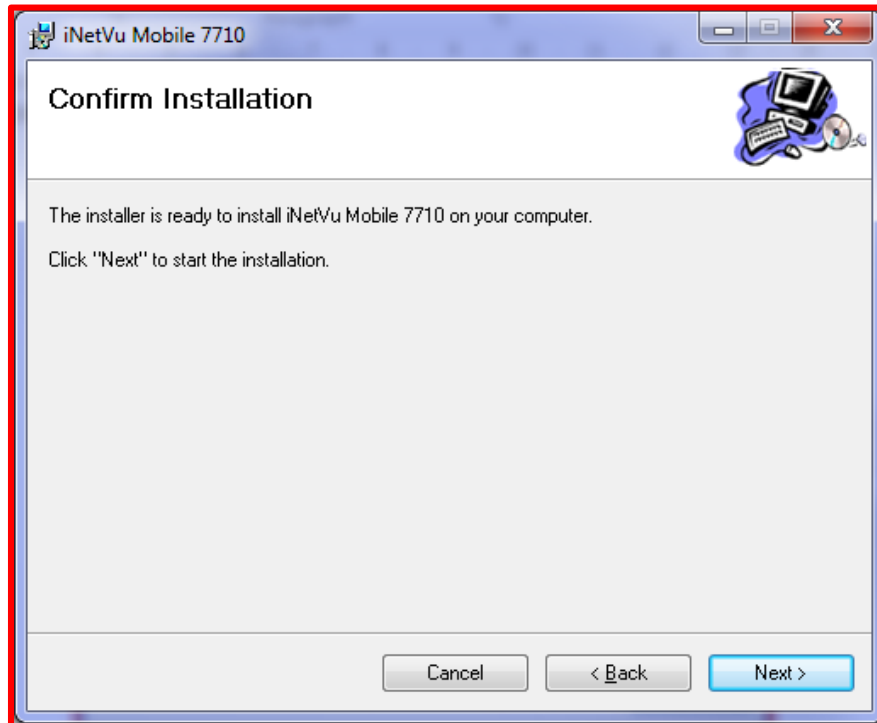 iNetVu Mobile 7710
Confirm Installation
The installer is ready to install iNetVu Mobile 7710 on your computer.
Click "Next" to start the installation.
Cancel
< Back
Next >